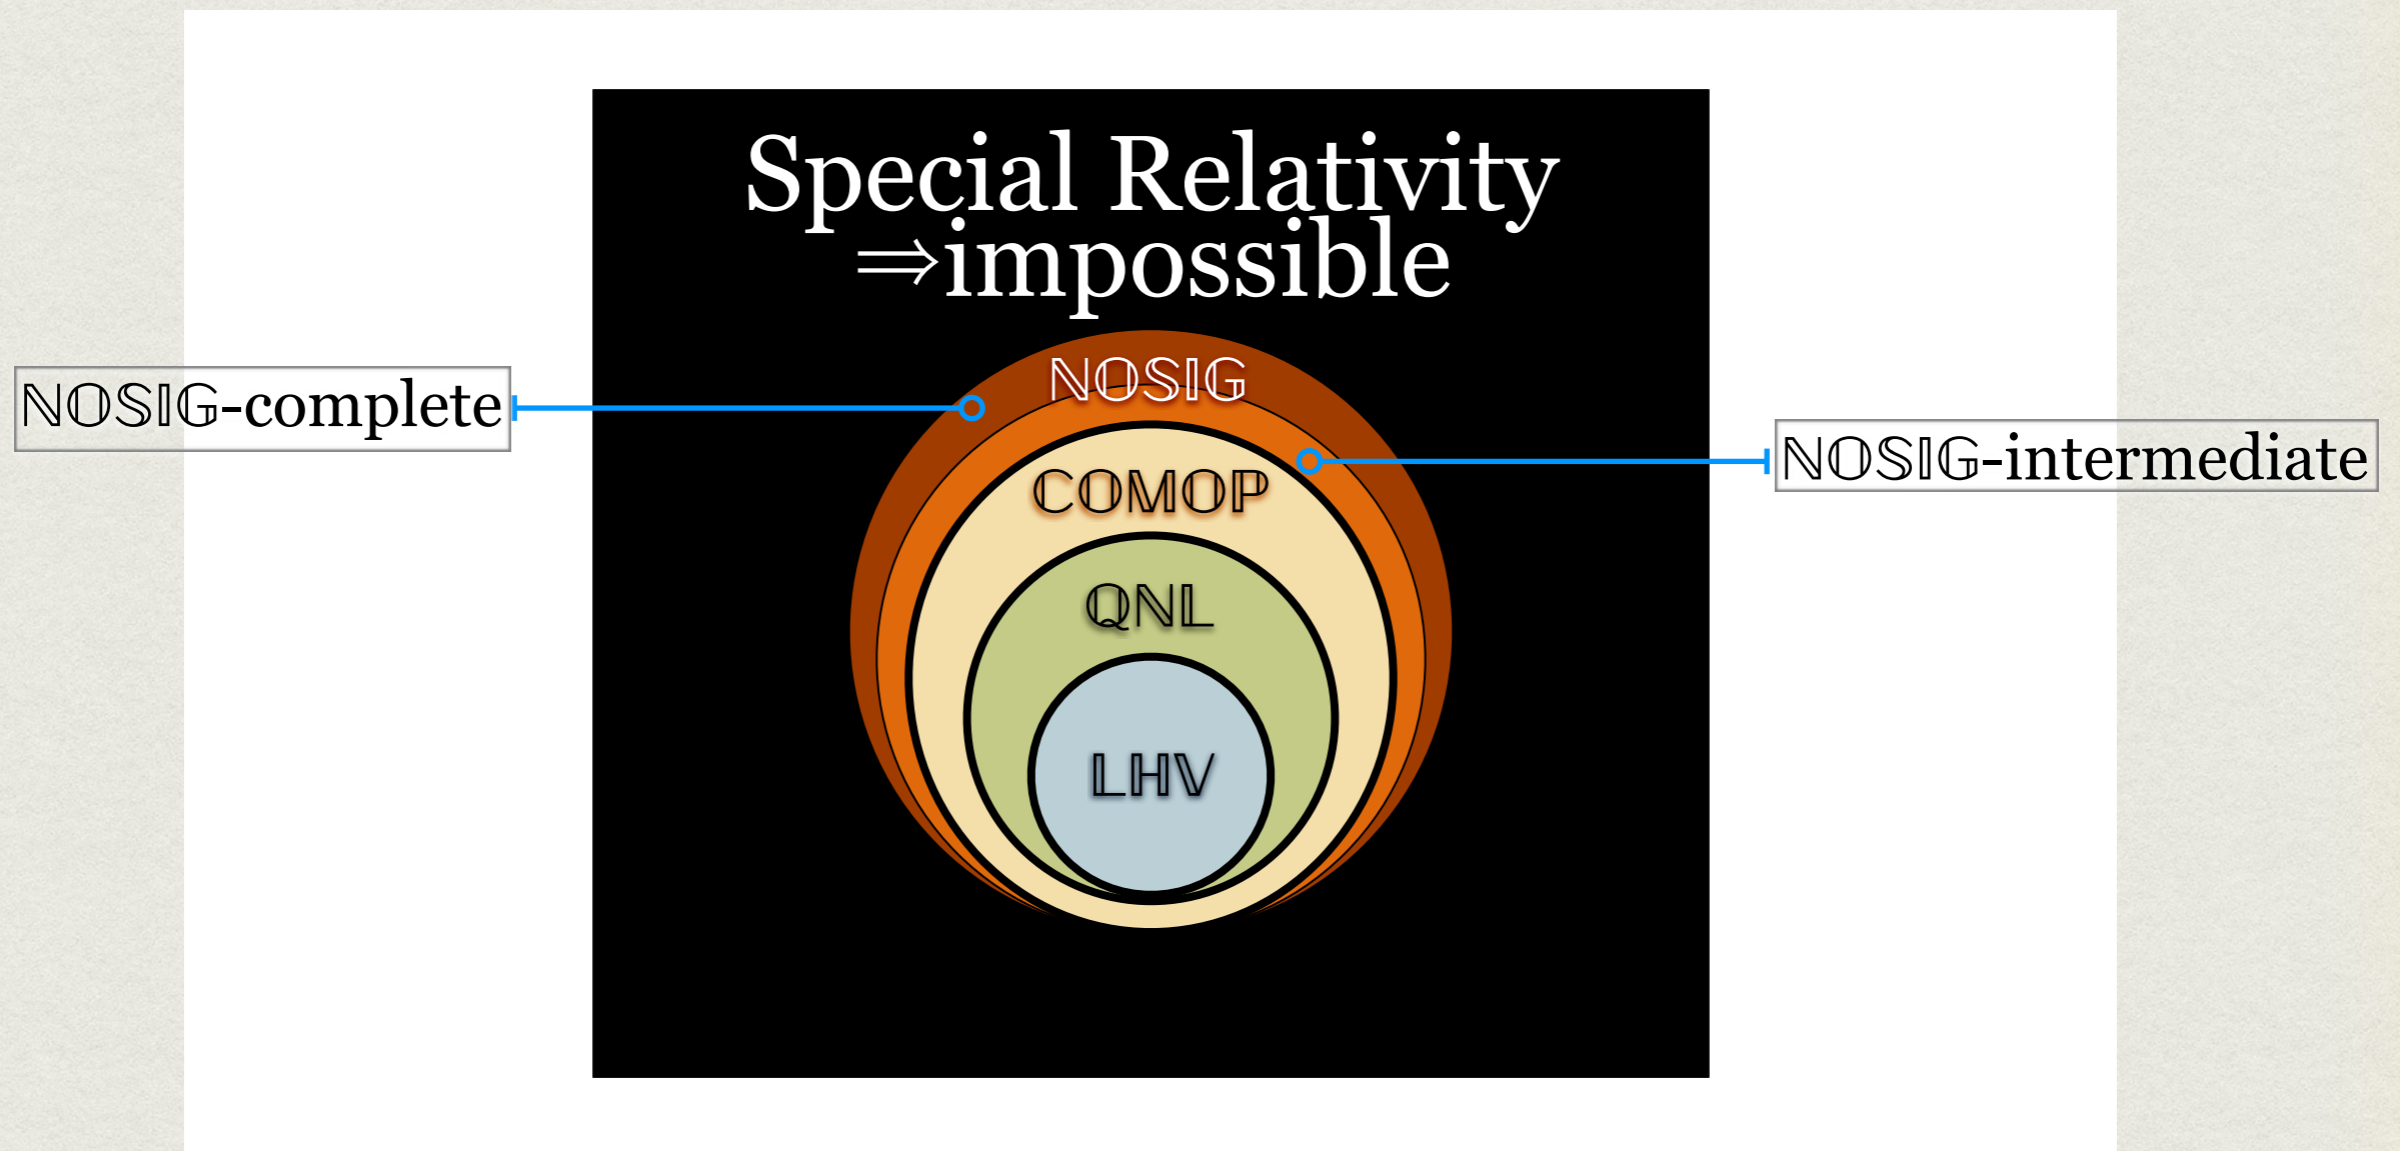 Special Relativity
⇒impossible
NOSIG
NOSIG-complete
NOSIG-intermediate
COMOP
QNL
LHV